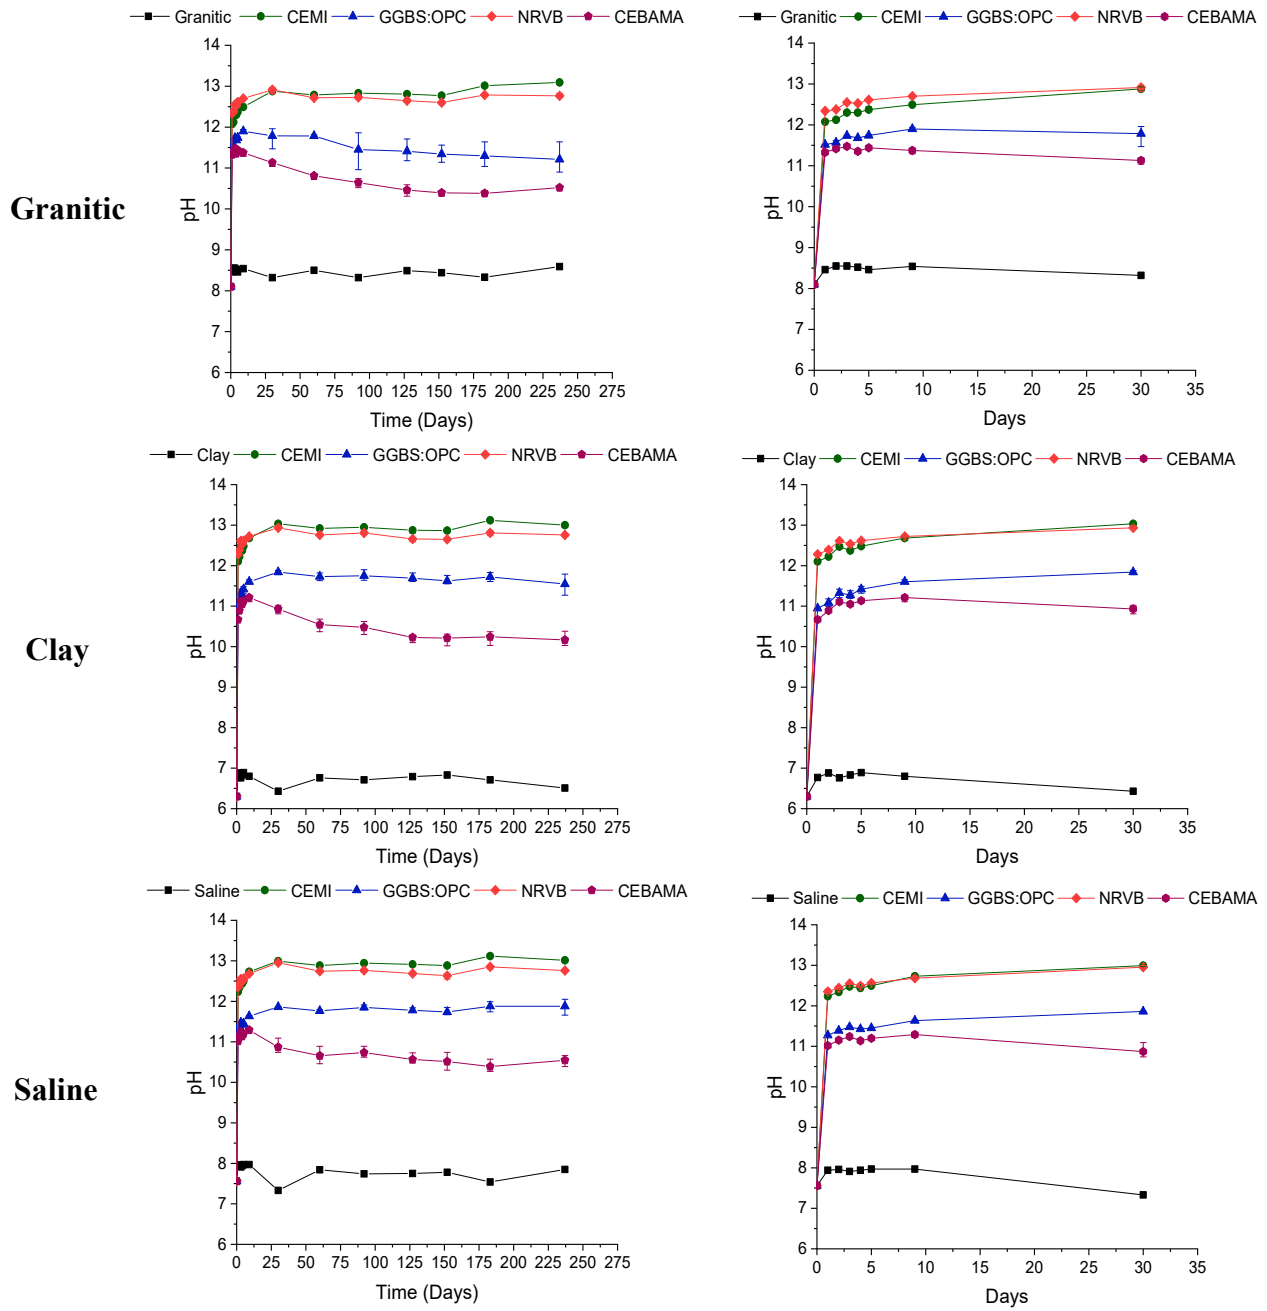 Granitic CEMI GGBS:OPC NRVB CEBAMA
14
13
12
11
10
9
8
7
6
pH
0 25 50 75 100 125 150 175 200 225 250 275
Time (Days)
Granitic CEMI GGBS:OPC NRVB CEBAMA
14
13
12
11
10
9
8
7
6
pH
0 5 10 15 20 25 30 35
Days
Granitic
Clay CEMI GGBS:OPC NRVB CEBAMA
14
13
12
11
10
9
8
7
6
pH
0 25 50 75 100 125 150 175 200 225 250 275
Time (Days)
Clay CEMI GGBS:OPC NRVB CEBAMA
14
13
12
11
10
9
8
7
6
pH
0 5 10 15 20 25 30 35
Days
Clay
Saline CEMI GGBS:OPC NRVB CEBAMA
14
13
12
11
10
9
8
7
6
pH
0 25 50 75 100 125 150 175 200 225 250 275
Time (Days)
Saline CEMI GGBS:OPC NRVB CEBAMA
14
13
12
11
10
9
8
7
6
pH
0 5 10 15 20 25 30 35
Days
Saline